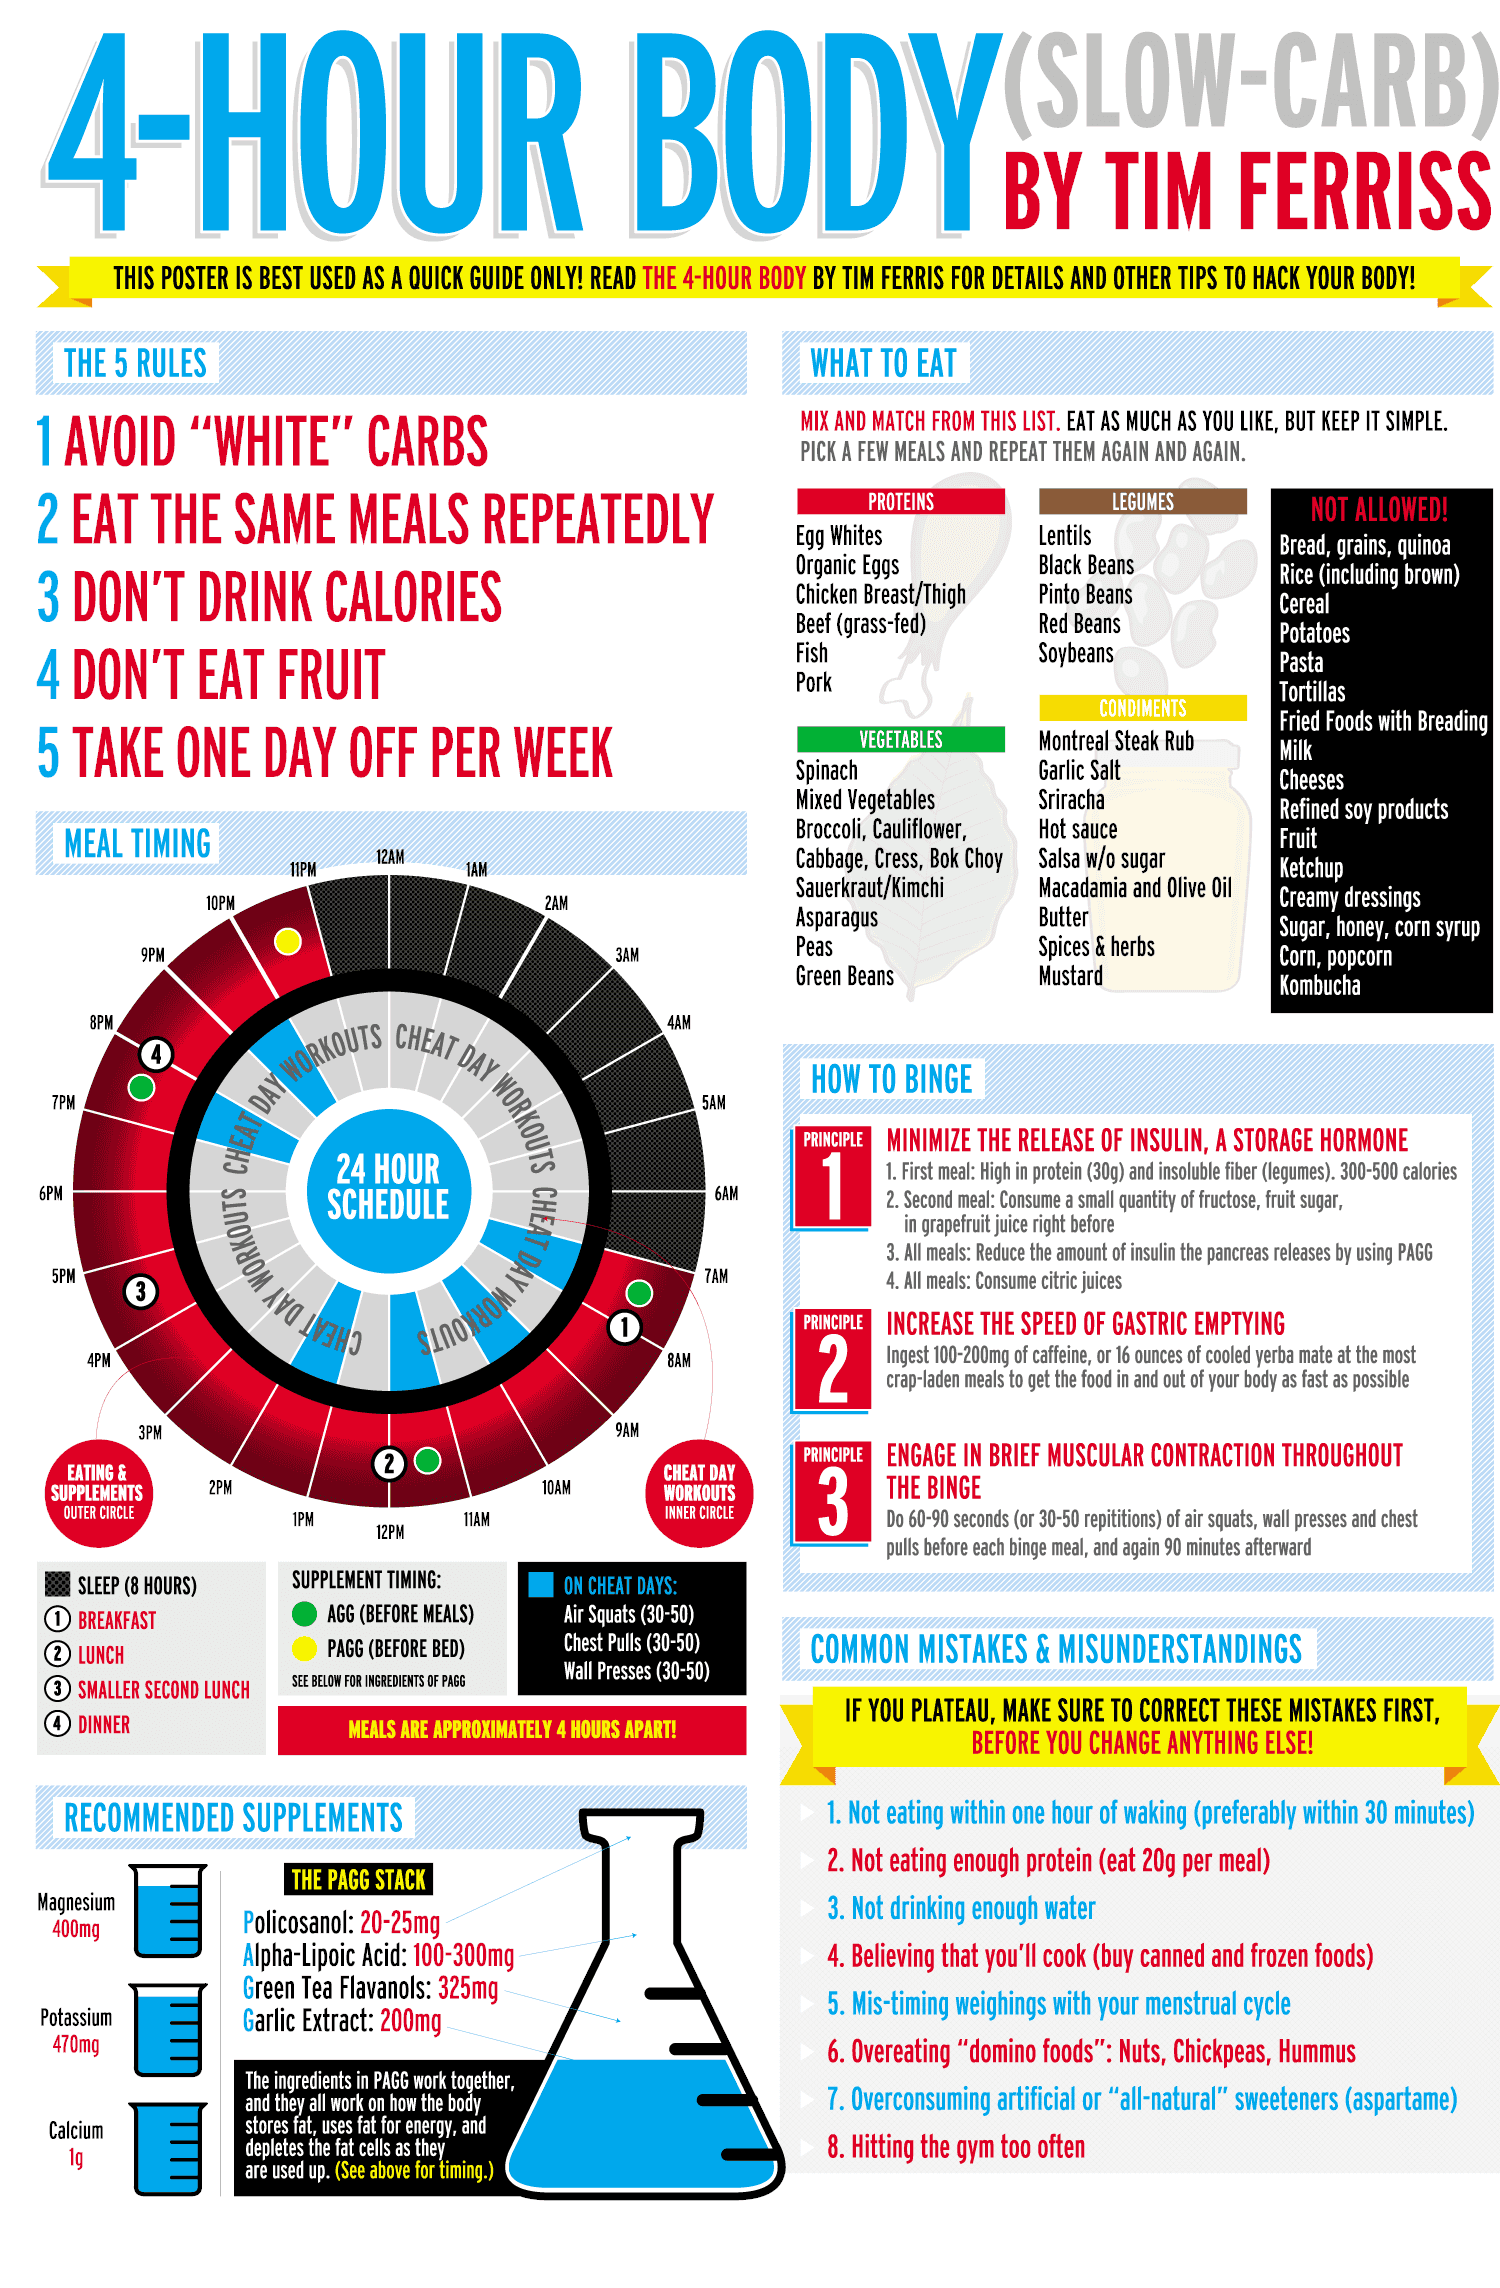 4-HOUR BODY
(SLOW-CARB)
BY TIM FERRISS
THIS POSTER IS BEST USED AS A QUICK GUIDE ONLY! READ THE 4-HOUR BODY BY TIM FERRIS FOR DETAILS AND OTHER TIPS TO HACK YOUR BODY!
THE 5 RULES
1 AVOID “WHITE” CARBS
2 EAT THE SAME MEALS REPEATEDLY
3 DON'T DRINK CALORIES
4 DON'T EAT FRUIT
5 TAKE ONE DAY OFF PER WEEK
MEAL TIMING
12AM
1AM
2AM
3AM
4AM
5AM
6AM
7AM
8AM
9AM
10AM
11AM
12PM
1PM
2PM
3PM
4PM
5PM
6PM
7PM
8PM
9PM
10PM
11PM
1
2
3
4
CHEAT DAY WORKOUTS
CHEAT DAY WORKOUTS
CHEAT DAY WORKOUTS
CHEAT DAY WORKOUTS
24 HOUR
SCHEDULE
EATING &
SUPPLEMENTS
OUTER CIRCLE
CHEAT DAY
WORKOUTS
INNER CIRCLE
SLEEP (8 HOURS)
1 BREAKFAST
2 LUNCH
3 SMALLER SECOND LUNCH
4 DINNER
SUPPLEMENT TIMING:
AGG (BEFORE MEALS)
PAGG (BEFORE BED)
SEE BELOW FOR INGREDIENTS OF PAGG
ON CHEAT DAYS:
Air Squats (30-50)
Chest Pulls (30-50)
Wall Presses (30-50)
MEALS ARE APPROXIMATELY 4 HOURS APART!
RECOMMENDED SUPPLEMENTS
Magnesium
400mg
Potassium
470mg
Calcium
1g
THE PAGG STACK
Policosanol: 20-25mg
Alpha-Lipoic Acid: 100-300mg
Green Tea Flavanols: 325mg
Garlic Extract: 200mg
The ingredients in PAGG work together,
and they all work on how the body
stores fat, uses fat for energy, and
depletes the fat cells as they
are used up. (See above for timing.)
WHAT TO EAT
MIX AND MATCH FROM THIS LIST. EAT AS MUCH AS YOU LIKE, BUT KEEP IT SIMPLE.
PICK A FEW MEALS AND REPEAT THEM AGAIN AND AGAIN.
PROTEINS
Egg Whites
Organic Eggs
Chicken Breast/Thigh
Beef (grass-fed)
Fish
Pork
VEGETABLES
Spinach
Mixed Vegetables
Broccoli, Cauliflower,
Cabbage, Cress, Bok Choy
Sauerkraut/Kimchi
Asparagus
Peas
Green Beans
LEGUMES
Lentils
Black Beans
Pinto Beans
Red Beans
Soybeans
CONDIMENTS
Montreal Steak Rub
Garlic Salt
Sriracha
Hot sauce
Salsa w/o sugar
Macadamia and Olive Oil
Butter
Spices & herbs
Mustard
NOT ALLOWED!
Bread, grains, quinoa
Rice (including brown)
Cereal
Potatoes
Pasta
Tortillas
Fried Foods with Breading
Milk
Cheeses
Refined soy products
Fruit
Ketchup
Creamy dressings
Sugar, honey, corn syrup
Corn, popcorn
Kombucha
HOW TO BINGE
PRINCIPLE
1
MINIMIZE THE RELEASE OF INSULIN, A STORAGE HORMONE
1. First meal: High in protein (30g) and insoluble fiber (legumes). 300-500 calories
2. Second meal: Consume a small quantity of fructose, fruit sugar,
in grapefruit juice right before
3. All meals: Reduce the amount of insulin the pancreas releases by using PAGG
4. All meals: Consume citric juices
PRINCIPLE
2
INCREASE THE SPEED OF GASTRIC EMPTYING
Ingest 100-200mg of caffeine, or 16 ounces of cooled yerba mate at the most
crap-laden meals to get the food in and out of your body as fast as possible
PRINCIPLE
3
ENGAGE IN BRIEF MUSCULAR CONTRACTION THROUGHOUT
THE BINGE
Do 60-90 seconds (or 30-50 repititions) of air squats, wall presses and chest
pulls before each binge meal, and again 90 minutes afterward
COMMON MISTAKES & MISUNDERSTANDINGS
IF YOU PLATEAU, MAKE SURE TO CORRECT THESE MISTAKES FIRST,
BEFORE YOU CHANGE ANYTHING ELSE!
1. Not eating within one hour of waking (preferably within 30 minutes)
2. Not eating enough protein (eat 20g per meal)
3. Not drinking enough water
4. Believing that you'll cook (buy canned and frozen foods)
5. Mis-timing weighings with your menstrual cycle
6. Overeating “domino foods”: Nuts, Chickpeas, Hummus
7. Overconsuming artificial or “all-natural” sweeteners (aspartame)
8. Hitting the gym too often